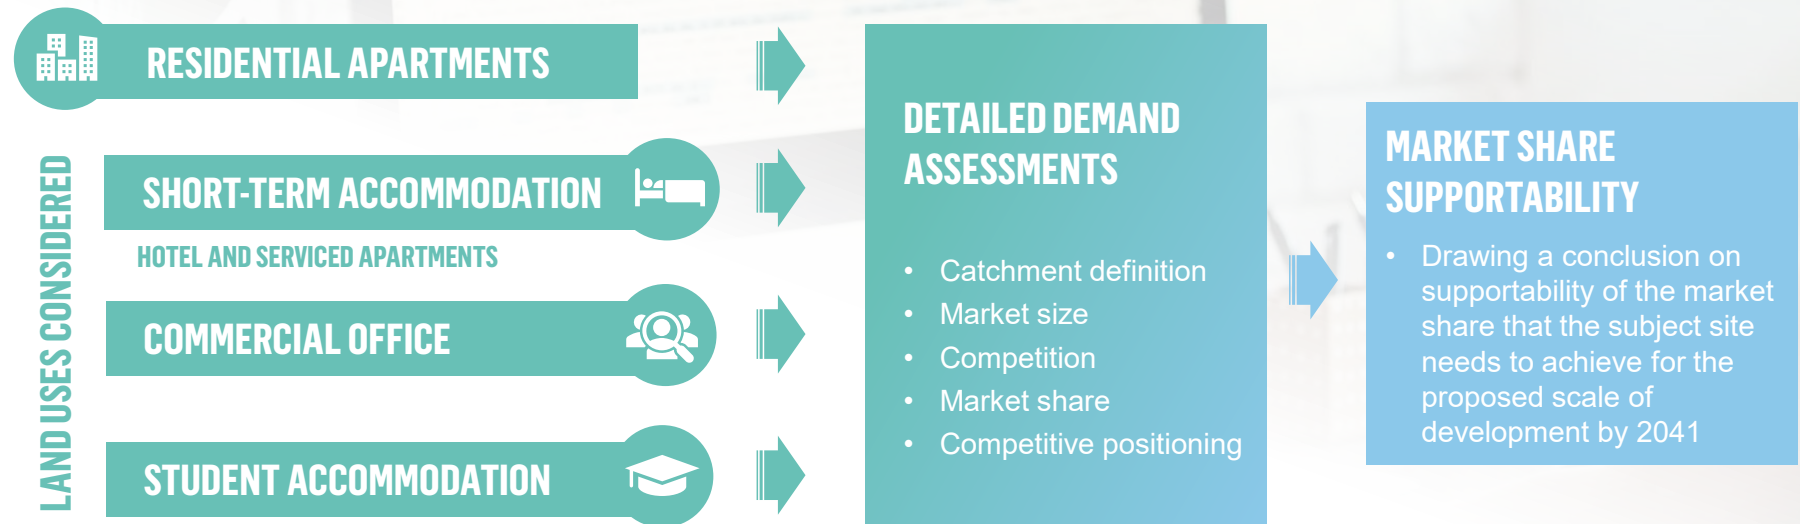 LAND USES CONSIDERED
RESIDENTIAL APARTMENTS
SHORT-TERM ACCOMMODATION
HOTEL AND SERVICED APARTMENTS
COMMERCIAL OFFICE
STUDENT ACCOMMODATION
DETAILED DEMAND
ASSESSMENTS
• Catchment definition
• Market size
• Competition
• Market share
• Competitive positioning
MARKET SHARE
SUPPORTABILITY
• Drawing a conclusion on
supportability of the market
share that the subject site
needs to achieve for the
proposed scale of
development by 2041